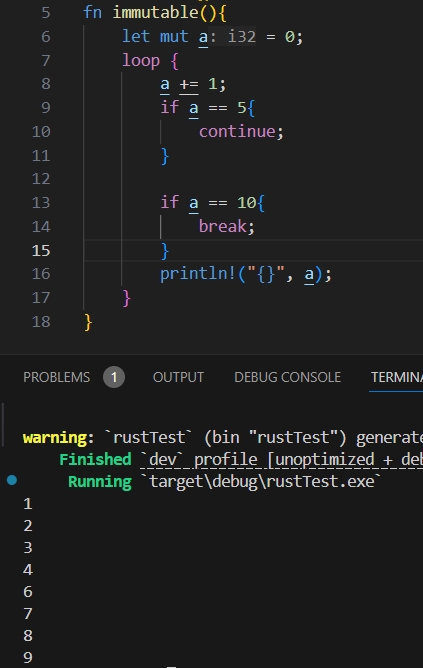 5 fn immutable(){
6 let mut a: i32 = 0;
7 loop {
8 a += 1;
9 if a == 5{
10 continue;
11 }
12
13 if a == 10{
14 break;
15 }
16 println!("{}", a);
17 }
18 }
PROBLEMS 1 OUTPUT DEBUG CONSOLE TERMINA
warning: `rustTest` (bin "rustTest") generate
Finished `dev` profile [unoptimized + deb
Running `target\debug\rustTest.exe`
1
2
3
4
6
7
8
9